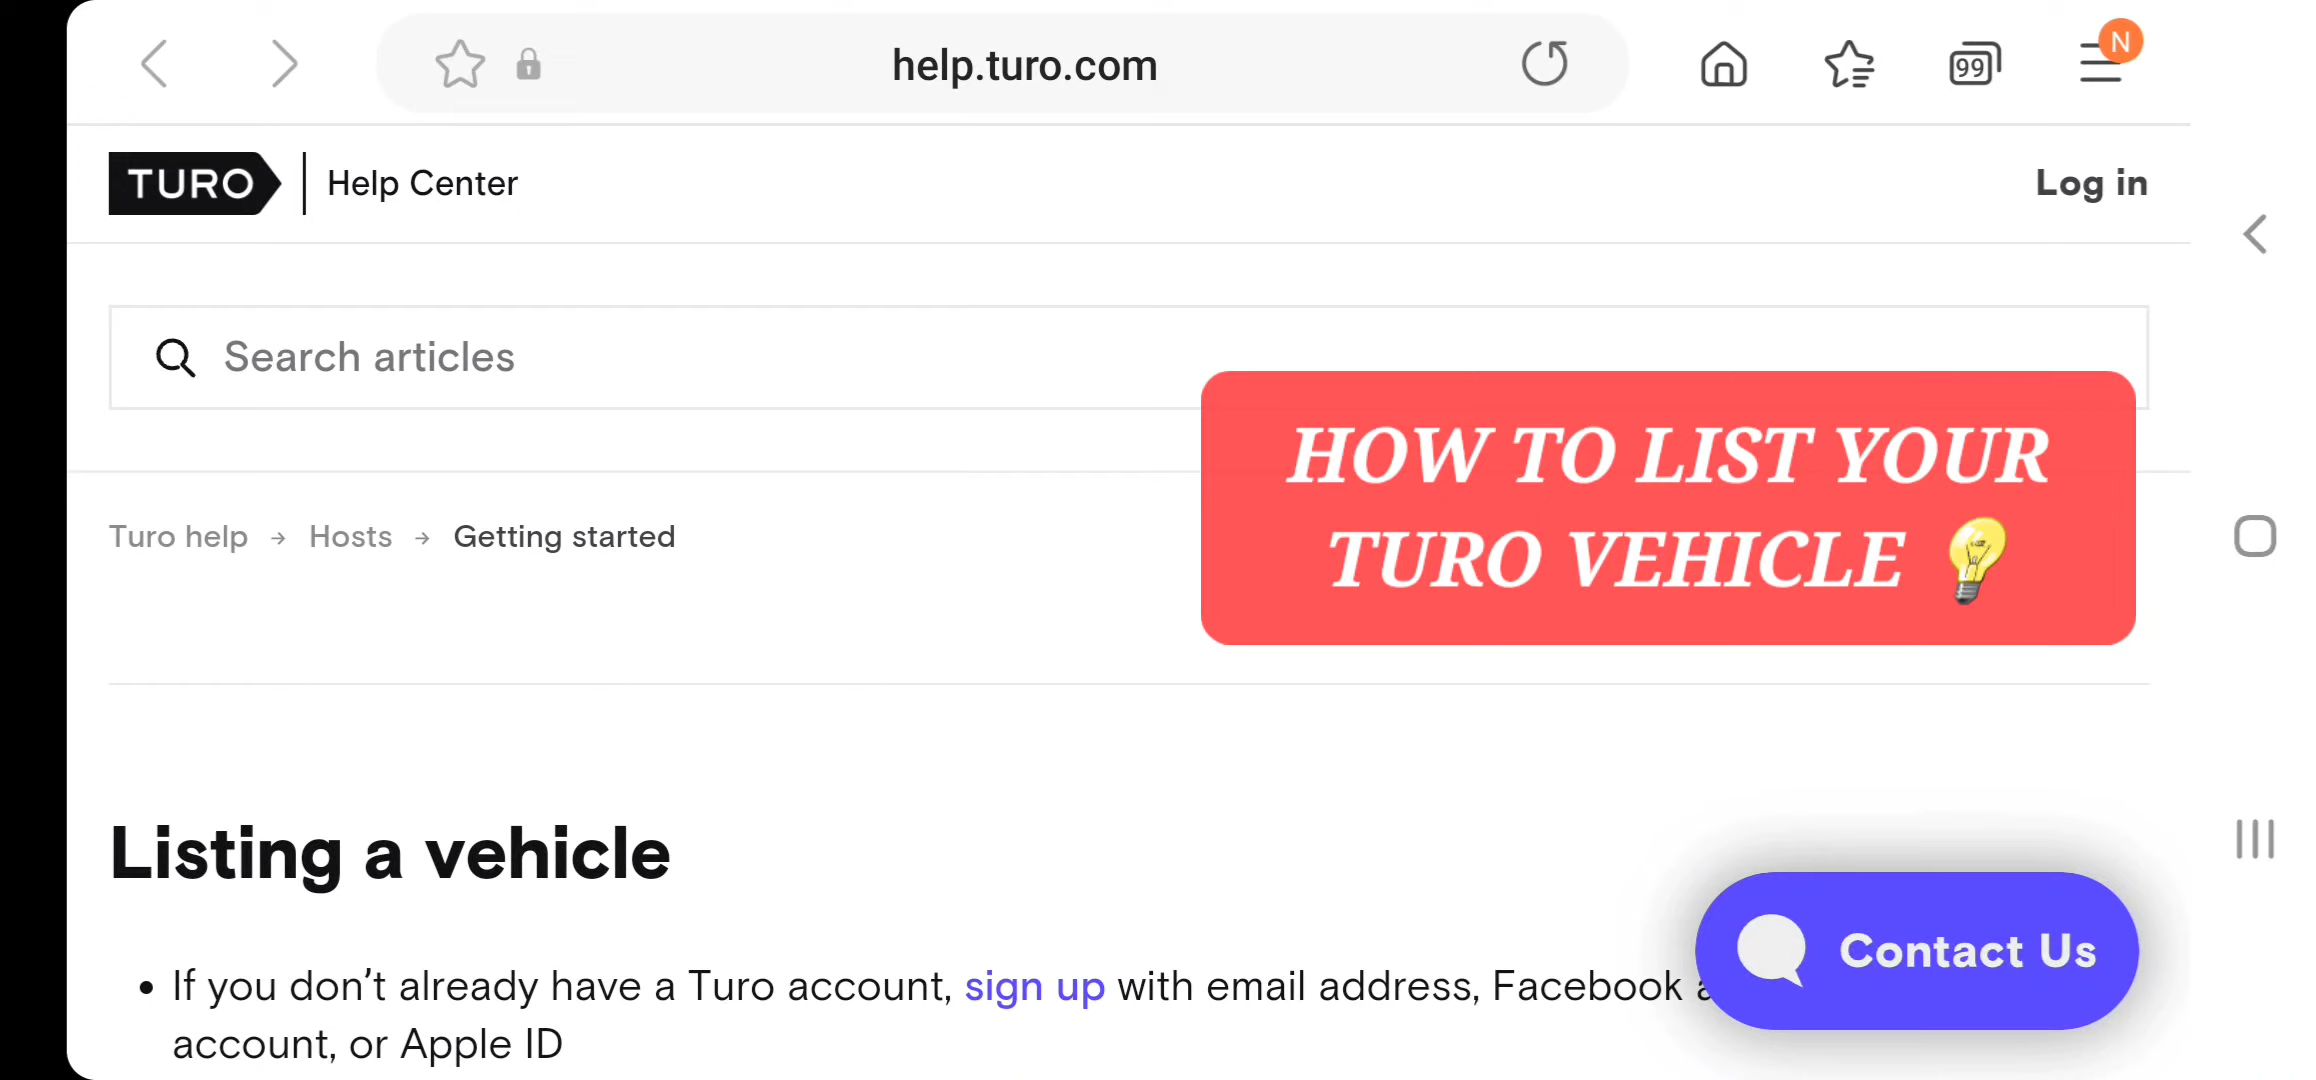 help.turo.com
99
N
TURO
Help Center
Log in
Search articles
HOW TO LIST YOUR
TURO VEHICLE 💡
Turo help → Hosts → Getting started
Listing a vehicle
• If you don’t already have a Turo account, sign up with email address, Facebook
account, or Apple ID
Contact Us